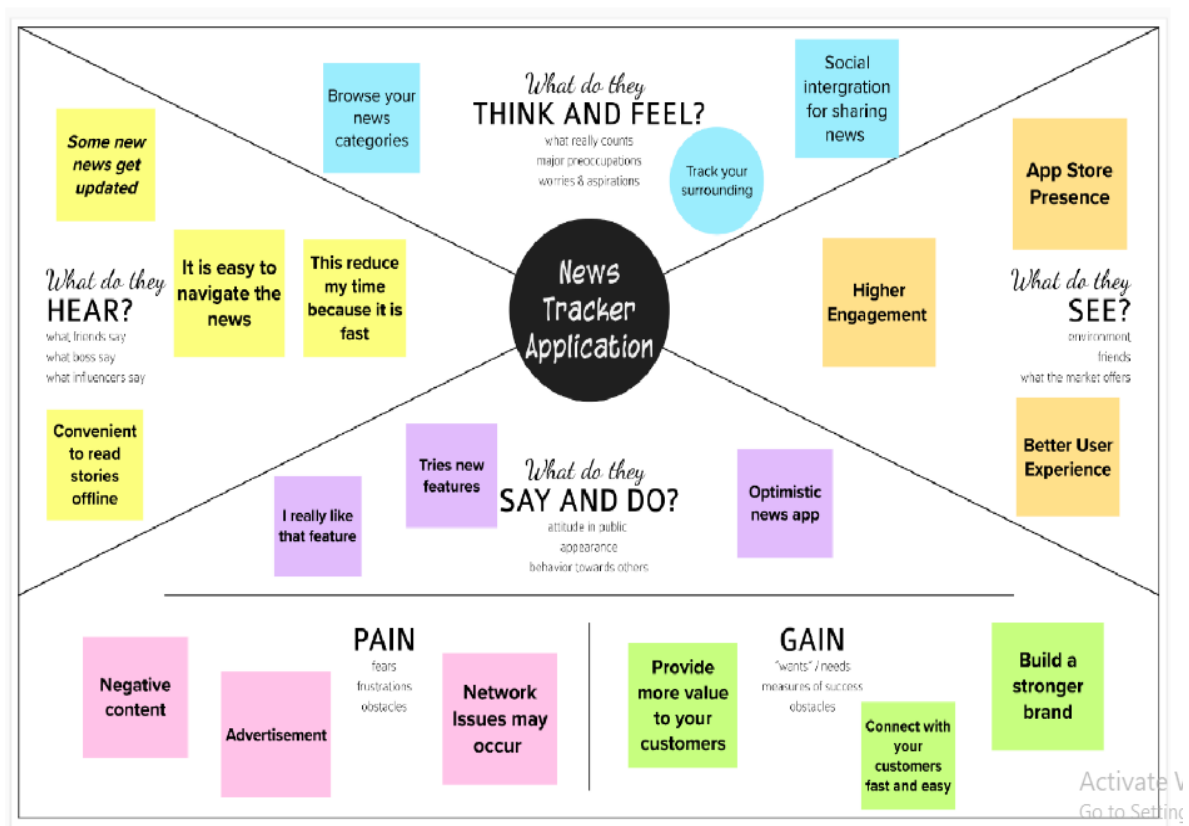 What do they
THINK AND FEEL?
what really counts
major preoccupations
worries & aspirations
Browse your
news
categories
Track your
surrounding
Social
intergration
for sharing
news
What do they
HEAR?
what friends say
what boss say
what influencers say
Some new
news get
updated
It is easy to
navigate the
news
This reduce
my time
because it is
fast
Convenient
to read
stories
offline
News
Tracker
Application
What do they
SEE?
environment
friends
what the market offers
App Store
Presence
Higher
Engagement
Better User
Experience
What do they
SAY AND DO?
attitude in public
appearance
behavior towards others
I really like
that feature
Tries new
features
Optimistic
news app
PAIN
fears
frustrations
obstacles
Negative
content
Advertisement
Network
Issues may
occur
GAIN
"wants" / needs
measures of success
obstacles
Provide
more value
to your
customers
Connect with
your
customers
fast and easy
Build a
stronger
brand
Activate
Go to